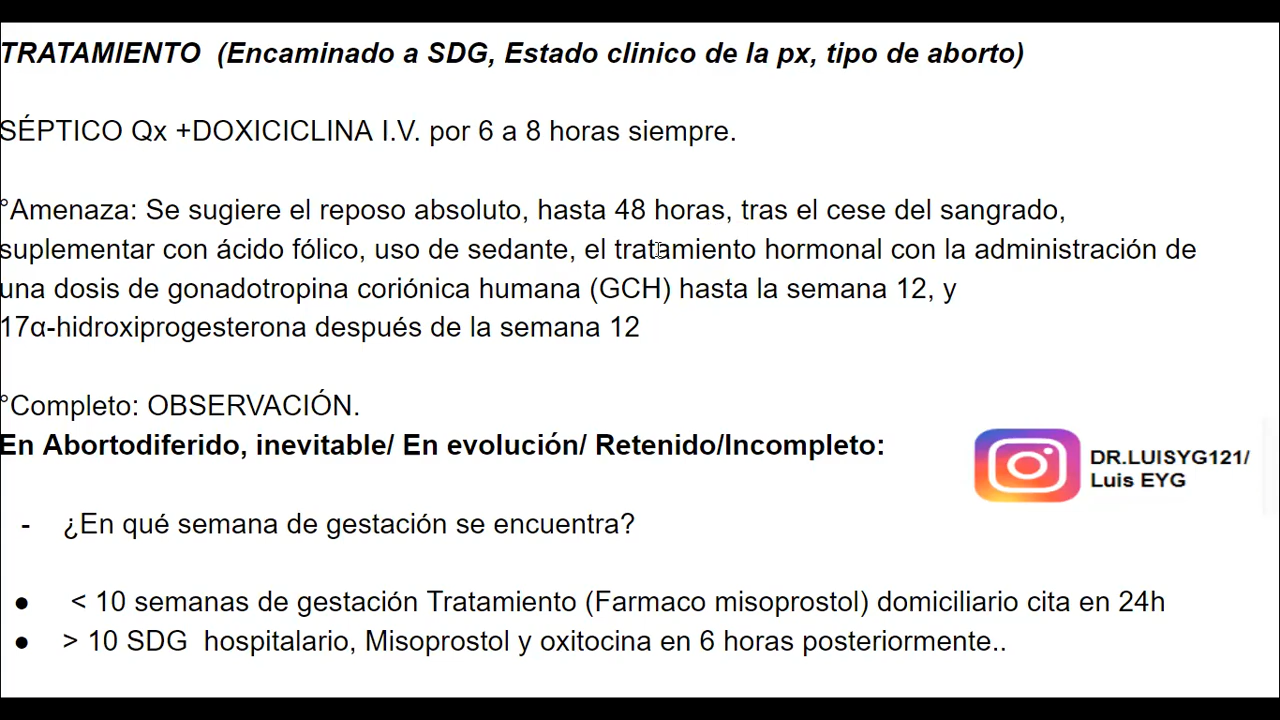 TRATAMIENTO (Encaminado a SDG, Estado clinico de la px, tipo de aborto)
SÉPTICO Qx +DOXICICLINA I.V. por 6 a 8 horas siempre.
°Amenaza: Se sugiere el reposo absoluto, hasta 48 horas, tras el cese del sangrado,
suplementar con ácido fólico, uso de sedante, el tratamiento hormonal con la administración de
una dosis de gonadotropina coriónica humana (GCH) hasta la semana 12, y
17α-hidroxiprogesterona después de la semana 12
°Completo: OBSERVACIÓN.
En Abortodiferido, inevitable/ En evolución/ Retenido/Incompleto:
DR.LUISYG121/
Luis EYG
- ¿En qué semana de gestación se encuentra?
● < 10 semanas de gestación Tratamiento (Farmaco misoprostol) domiciliario cita en 24h
● > 10 SDG hospitalario, Misoprostol y oxitocina en 6 horas posteriormente..